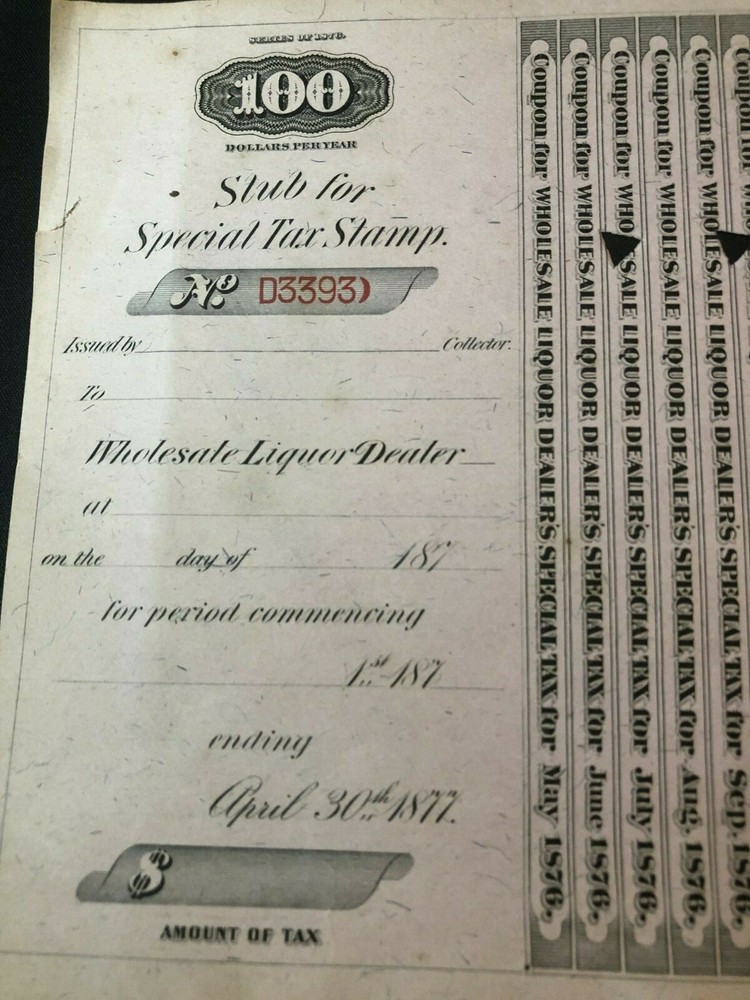 SERIES OF 1876.
100
DOLLARS PER YEAR
Stub for
Special Tax Stamp.
No. D3393)
Issued by Collector.
To
Wholesale Liquor Dealer
at
on the day of 187
for period commencing
1st 187
ending
April 30th 1877.
$
AMOUNT OF TAX
Coupon for WHOLESALE LIQUOR DEALER'S SPECIAL TAX for May 1876.
Coupon for WHOLESALE LIQUOR DEALER'S SPECIAL TAX for June 1876.
Coupon for WHOLESALE LIQUOR DEALER'S SPECIAL TAX for July 1876.
Coupon for WHOLESALE LIQUOR DEALER'S SPECIAL TAX for Aug. 1876.
Coupon for WHOLESALE LIQUOR DEALER'S SPECIAL TAX for Sep. 1876.